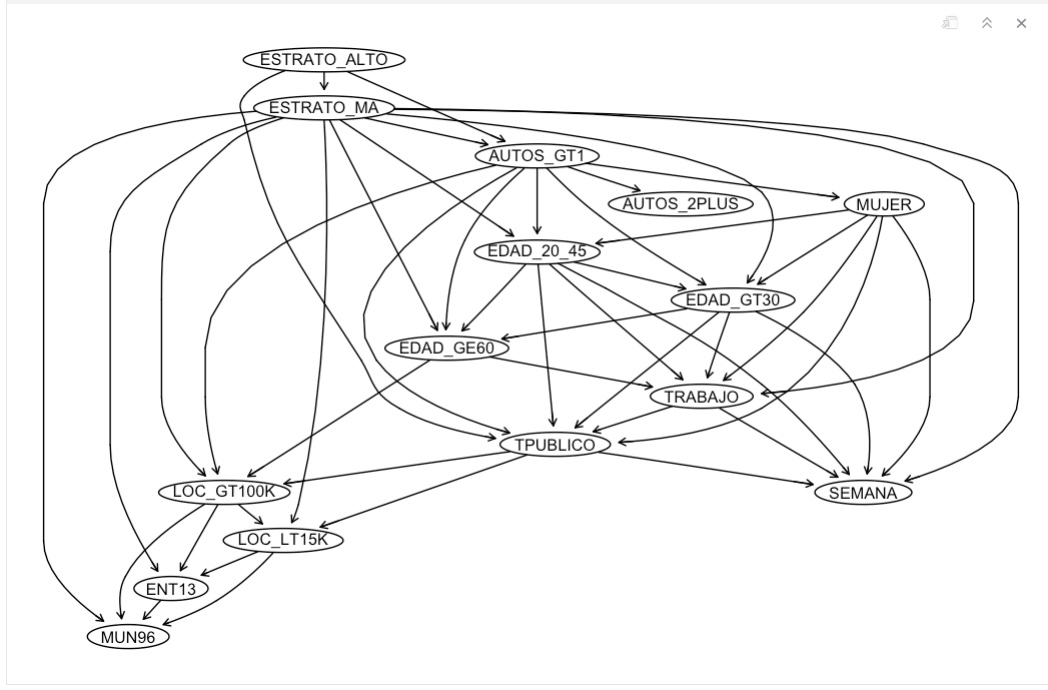 ESTRATO_ALTO
ESTRATO_MA
AUTOS_GT1
AUTOS_2PLUS
MUJER
EDAD_20_45
EDAD_GT30
EDAD_GE60
TRABAJO
TPUBLICO
LOC_GT100K
SEMANA
LOC_LT15K
ENT13
MUN96